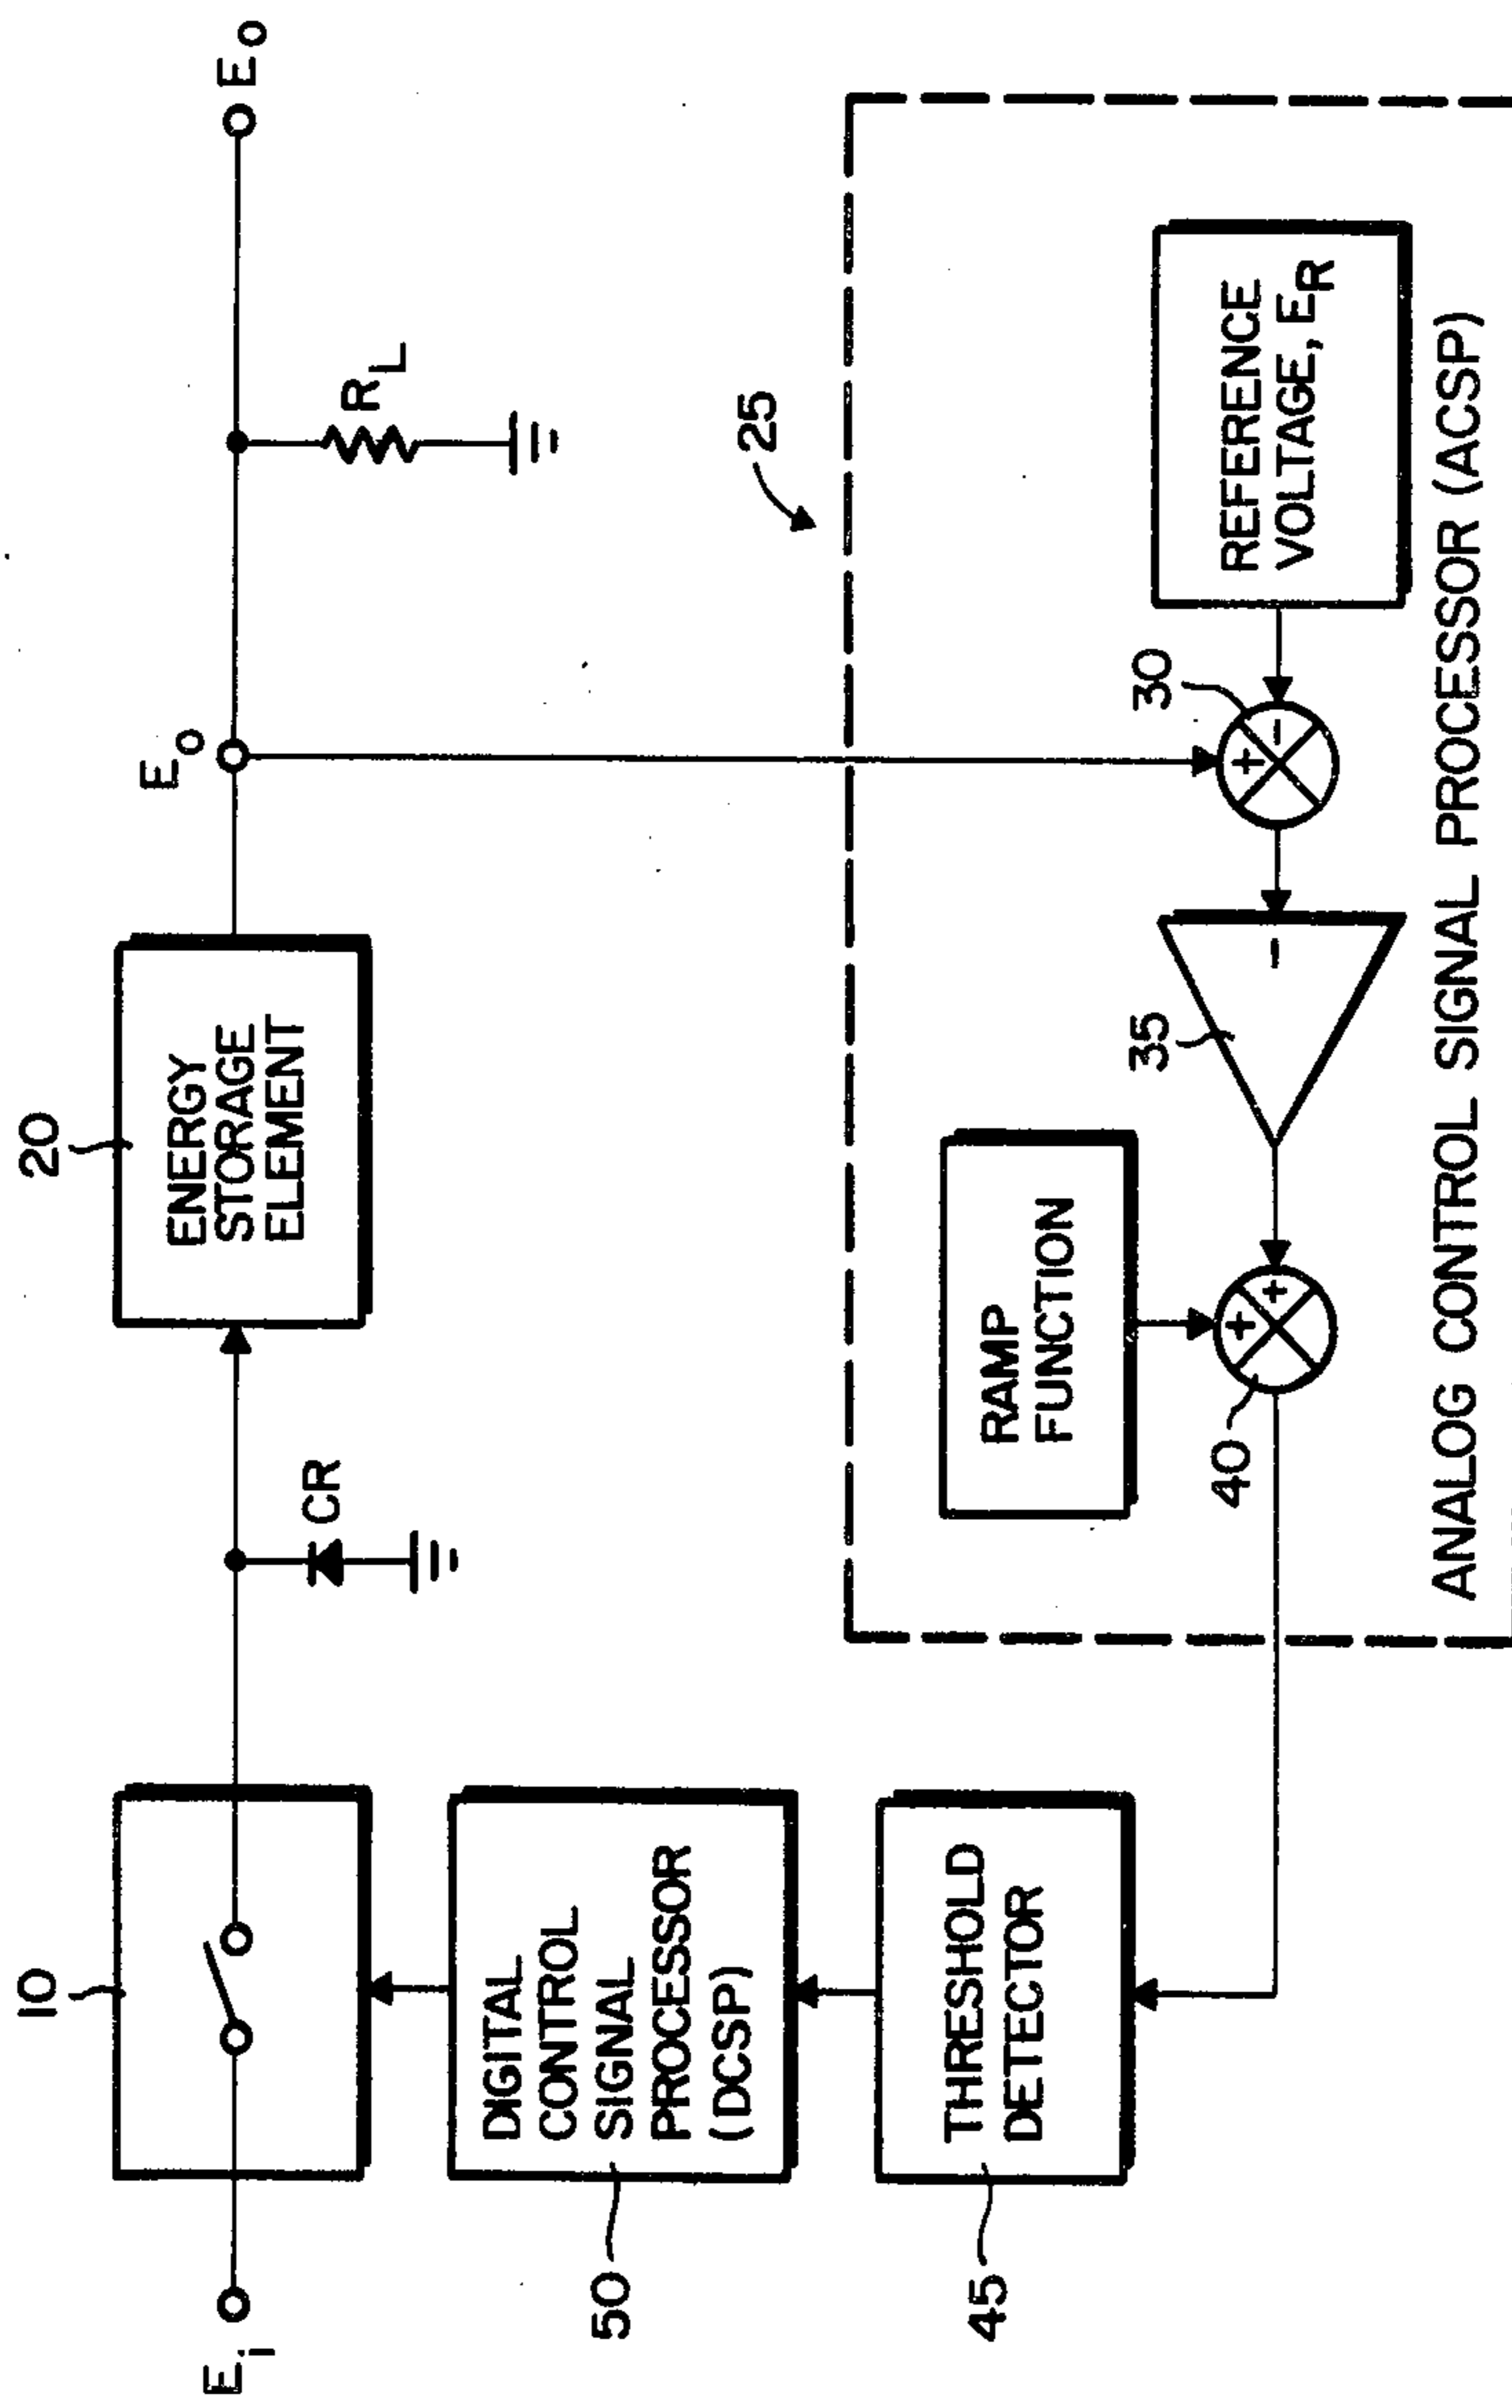 10
20
Ei
Eo
Eo
ENERGY
STORAGE
ELEMENT
CR
RL
50
DIGITAL
CONTROL
SIGNAL
PROCESSOR
(DCSP)
25
45
THRESHOLD
DETECTOR
RAMP
FUNCTION
40
35
-
30
+
-
+
+
REFERENCE
VOLTAGE, ER
ANALOG CONTROL SIGNAL PROCESSOR (ACSP)